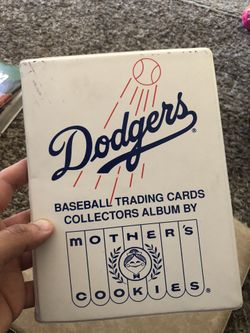 Dodgers®
BASEBALL TRADING CARDS
COLLECTORS ALBUM BY
MOTHER'S
COOKIES®